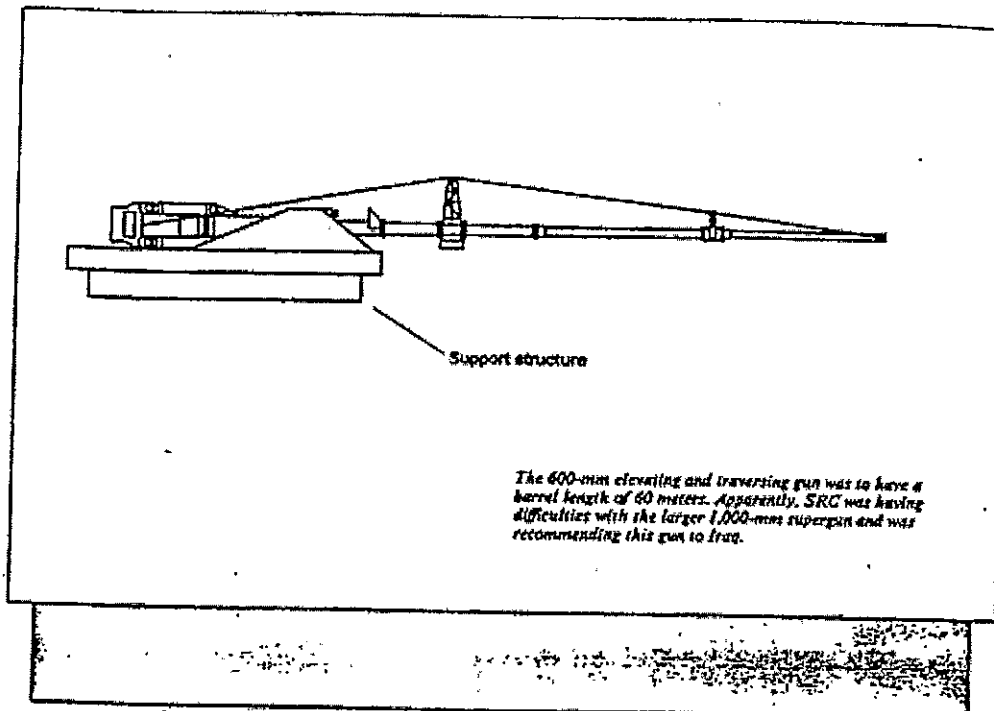 Support structure
The 600-mm elevating and traversing gun was to have a
barrel length of 60 meters. Apparently, SRC was having
difficulties with the larger 1,000-mm supergun and was
recommending this gun to Iraq.